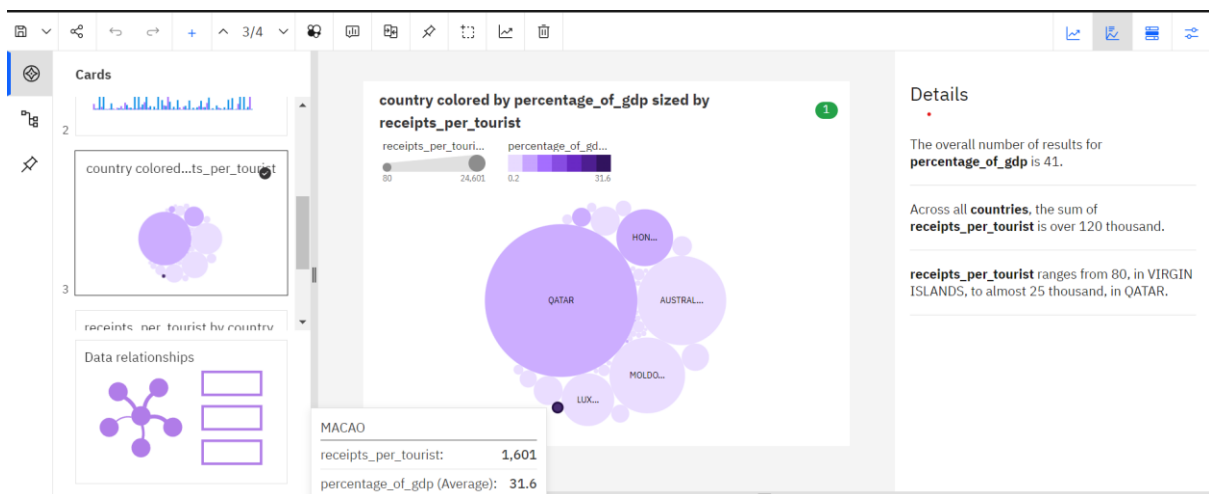 3/4
Cards
2
country colored...ts_per_tourist
3
receipts_per_tourist by country
Data relationships
country colored by percentage_of_gdp sized by
receipts_per_tourist
1
receipts_per_touri...
percentage_of_gd...
80
24,601
0.2
31.6
HON...
QATAR
AUSTRAL...
MOLDO...
LUX...
MACAO
receipts_per_tourist: 1,601
percentage_of_gdp (Average): 31.6
Details
The overall number of results for
percentage_of_gdp is 41.
Across all countries, the sum of
receipts_per_tourist is over 120 thousand.
receipts_per_tourist ranges from 80, in VIRGIN
ISLANDS, to almost 25 thousand, in QATAR.